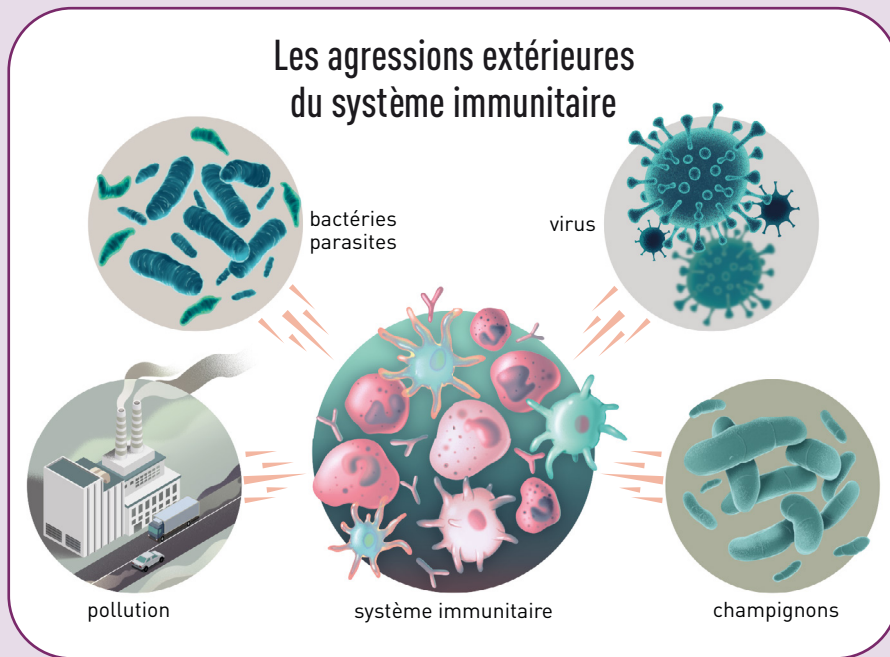 Les agressions extérieures
du système immunitaire
bactéries
parasites
virus
pollution
système immunitaire
champignons